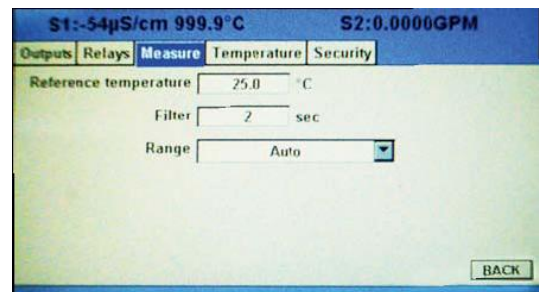 S1:-54µS/cm 999.9°C S2:0.0000GPM
Outputs Relays Measure Temperature Security
Reference temperature 25.0 °C
Filter 2 sec
Range Auto
BACK